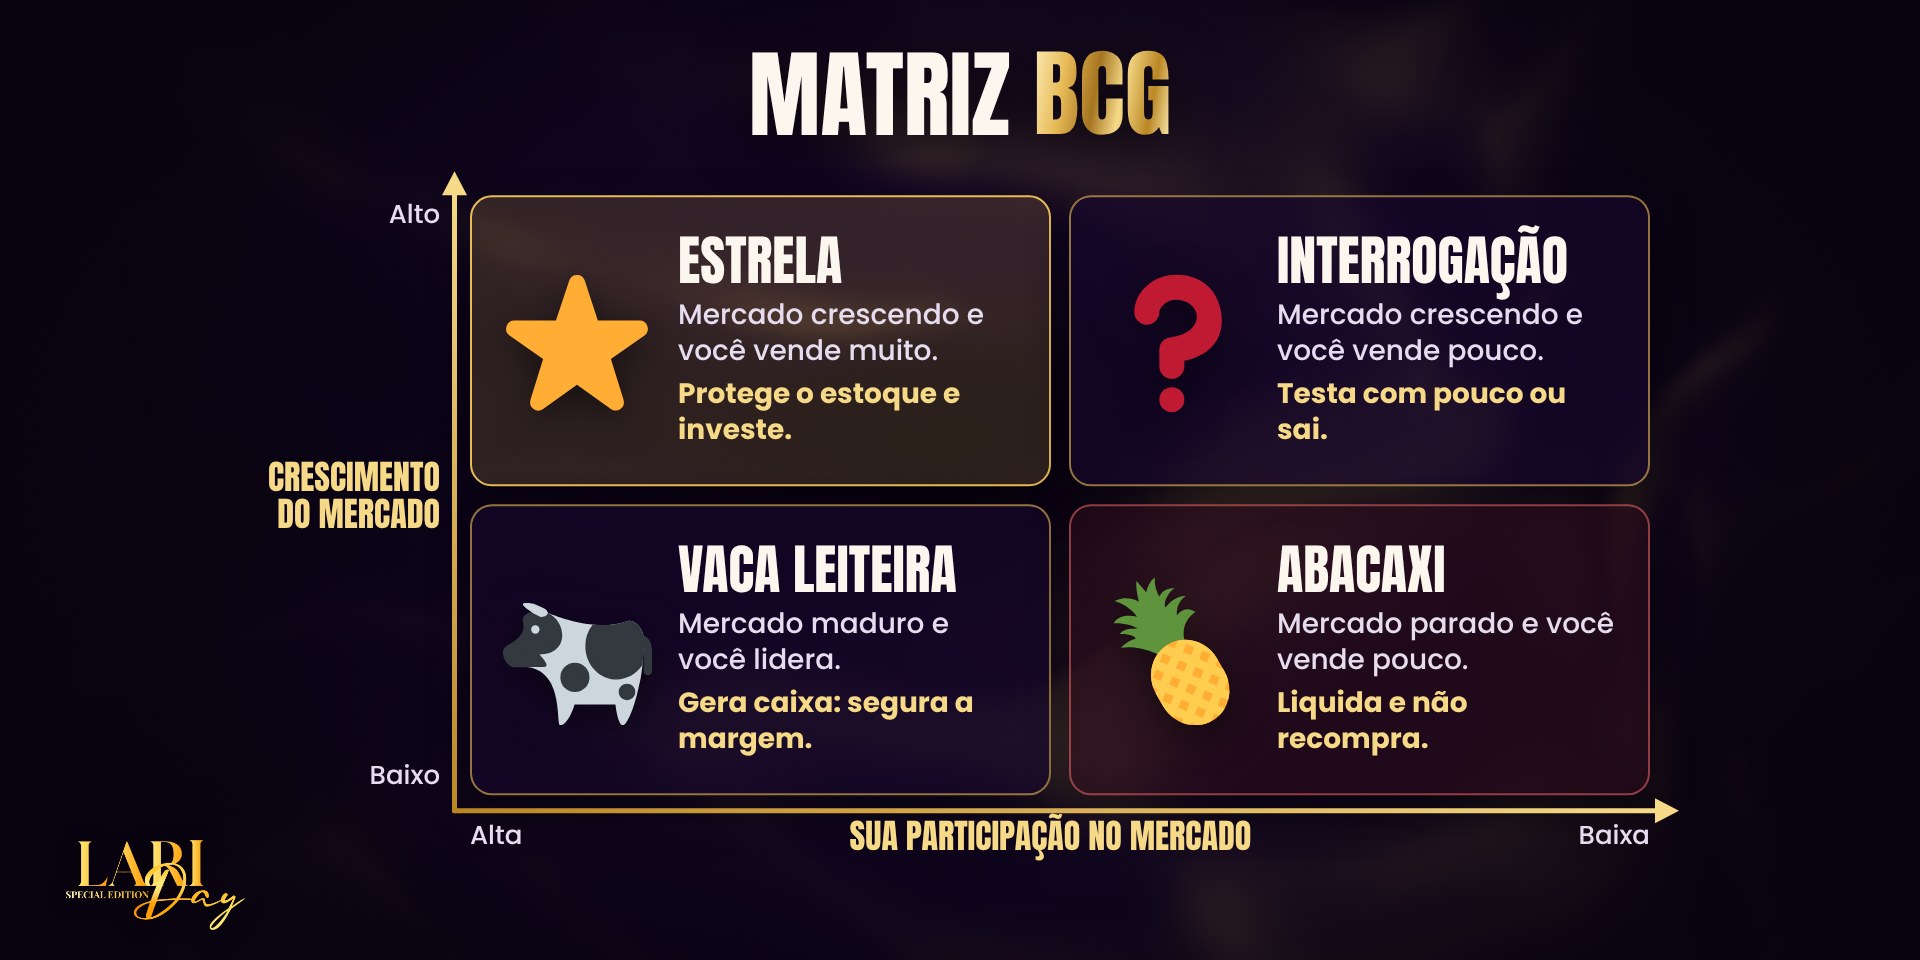 MATRIZ BCG
Alto
ESTRELA
Mercado crescendo e
você vende muito.
Protege o estoque e
investe.
INTERROGAÇÃO
Mercado crescendo e
você vende pouco.
Testa com pouco ou
sai.
CRESCIMENTO
DO MERCADO
VACA LEITEIRA
Mercado maduro e
você lidera.
Gera caixa: segura a
margem.
ABACAXI
Mercado parado e você
vende pouco.
Liquida e não
recompra.
Baixo
Alta
SUA PARTICIPAÇÃO NO MERCADO
Baixa
LABI
SPECIAL EDITION Day